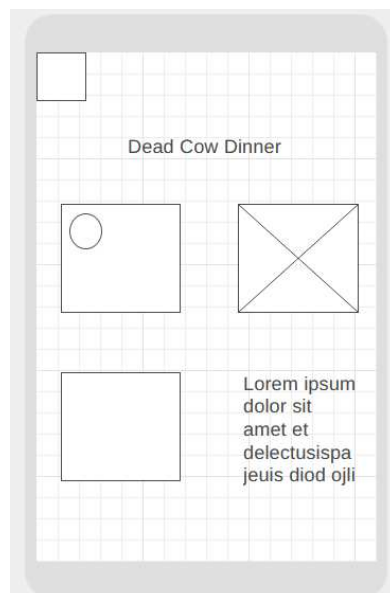 Dead Cow Dinner
Lorem ipsum
dolor sit
amet et
delectusispa
jeuis diod ojli